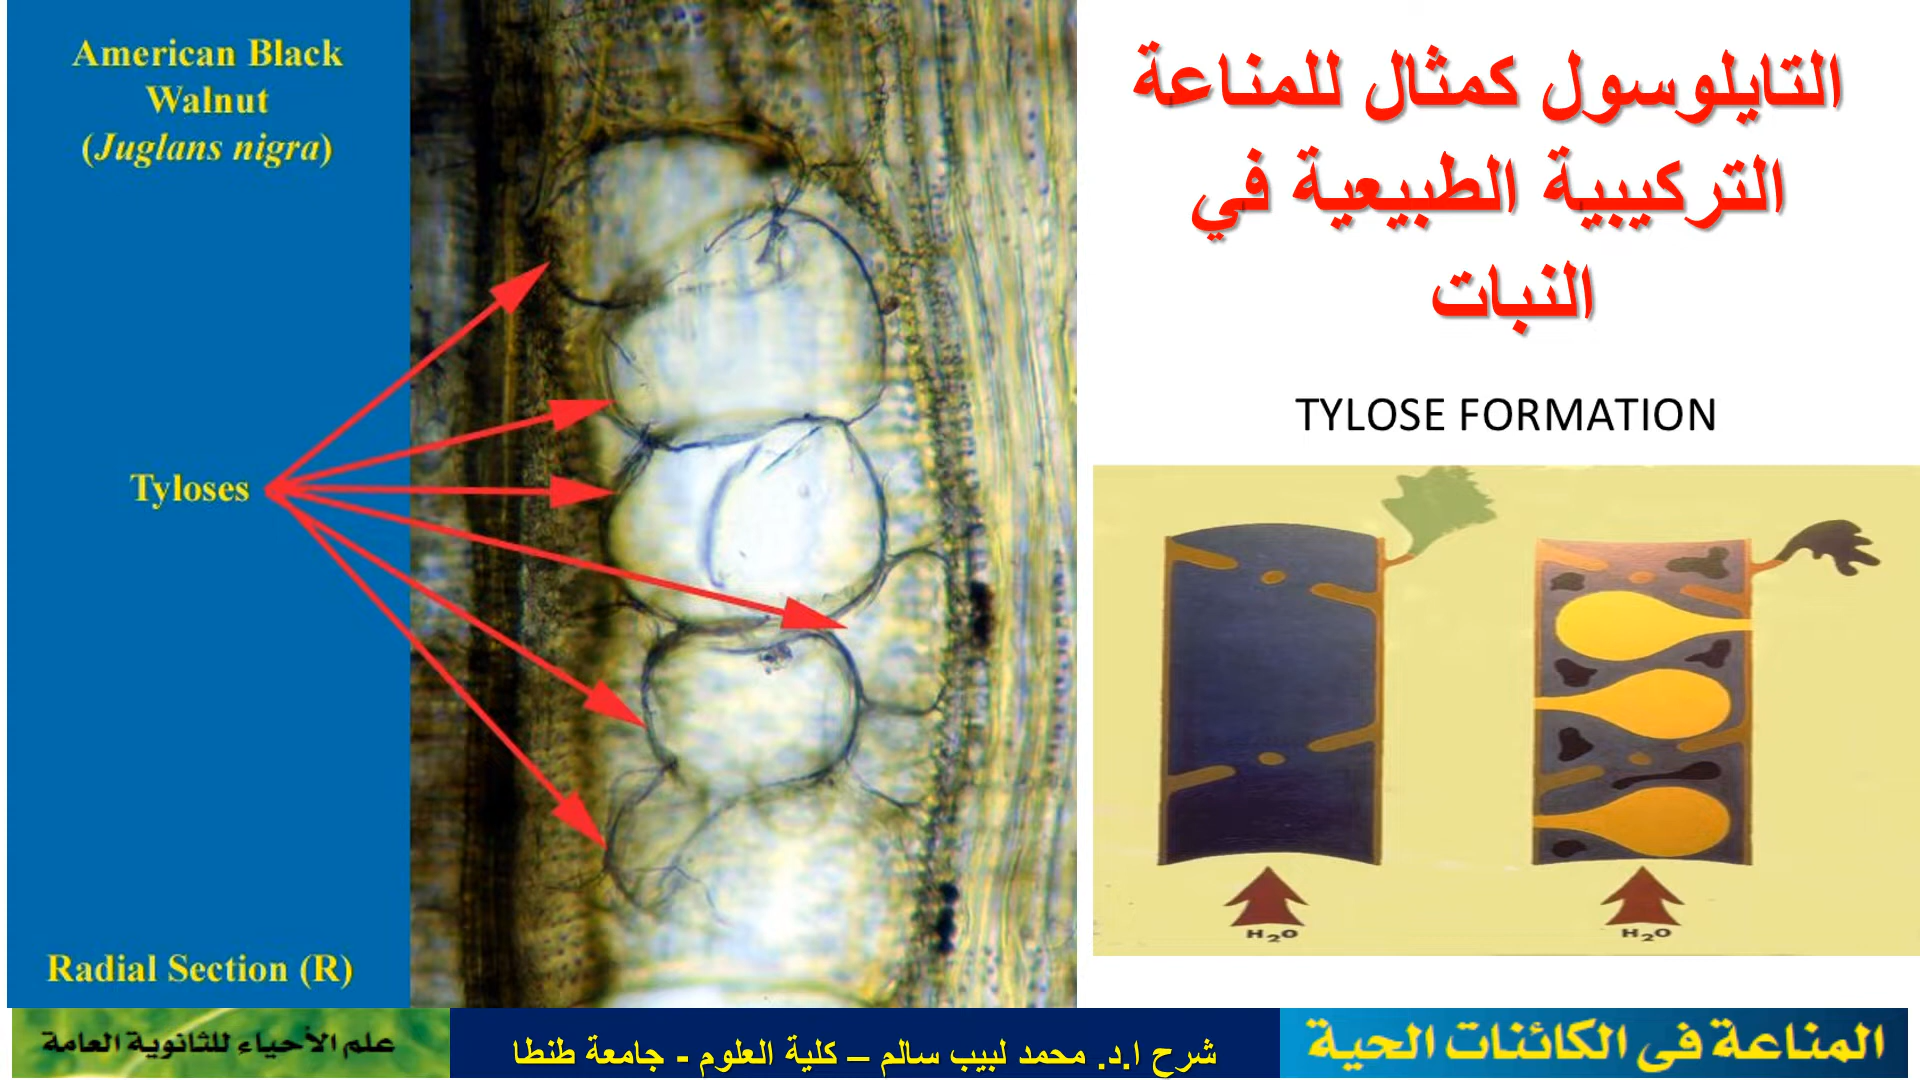 American Black
Walnut
(Juglans nigra)
Tyloses
Radial Section (R)
التايلوسول كمثال للمناعة
التركيبية الطبيعية في
النبات
TYLOSE FORMATION
H2O
H2O
علم الأحياء للثانوية العامة
شرح ا.د. محمد لبيب سالم – كلية العلوم - جامعة طنطا
المناعة فى الكائنات الحية